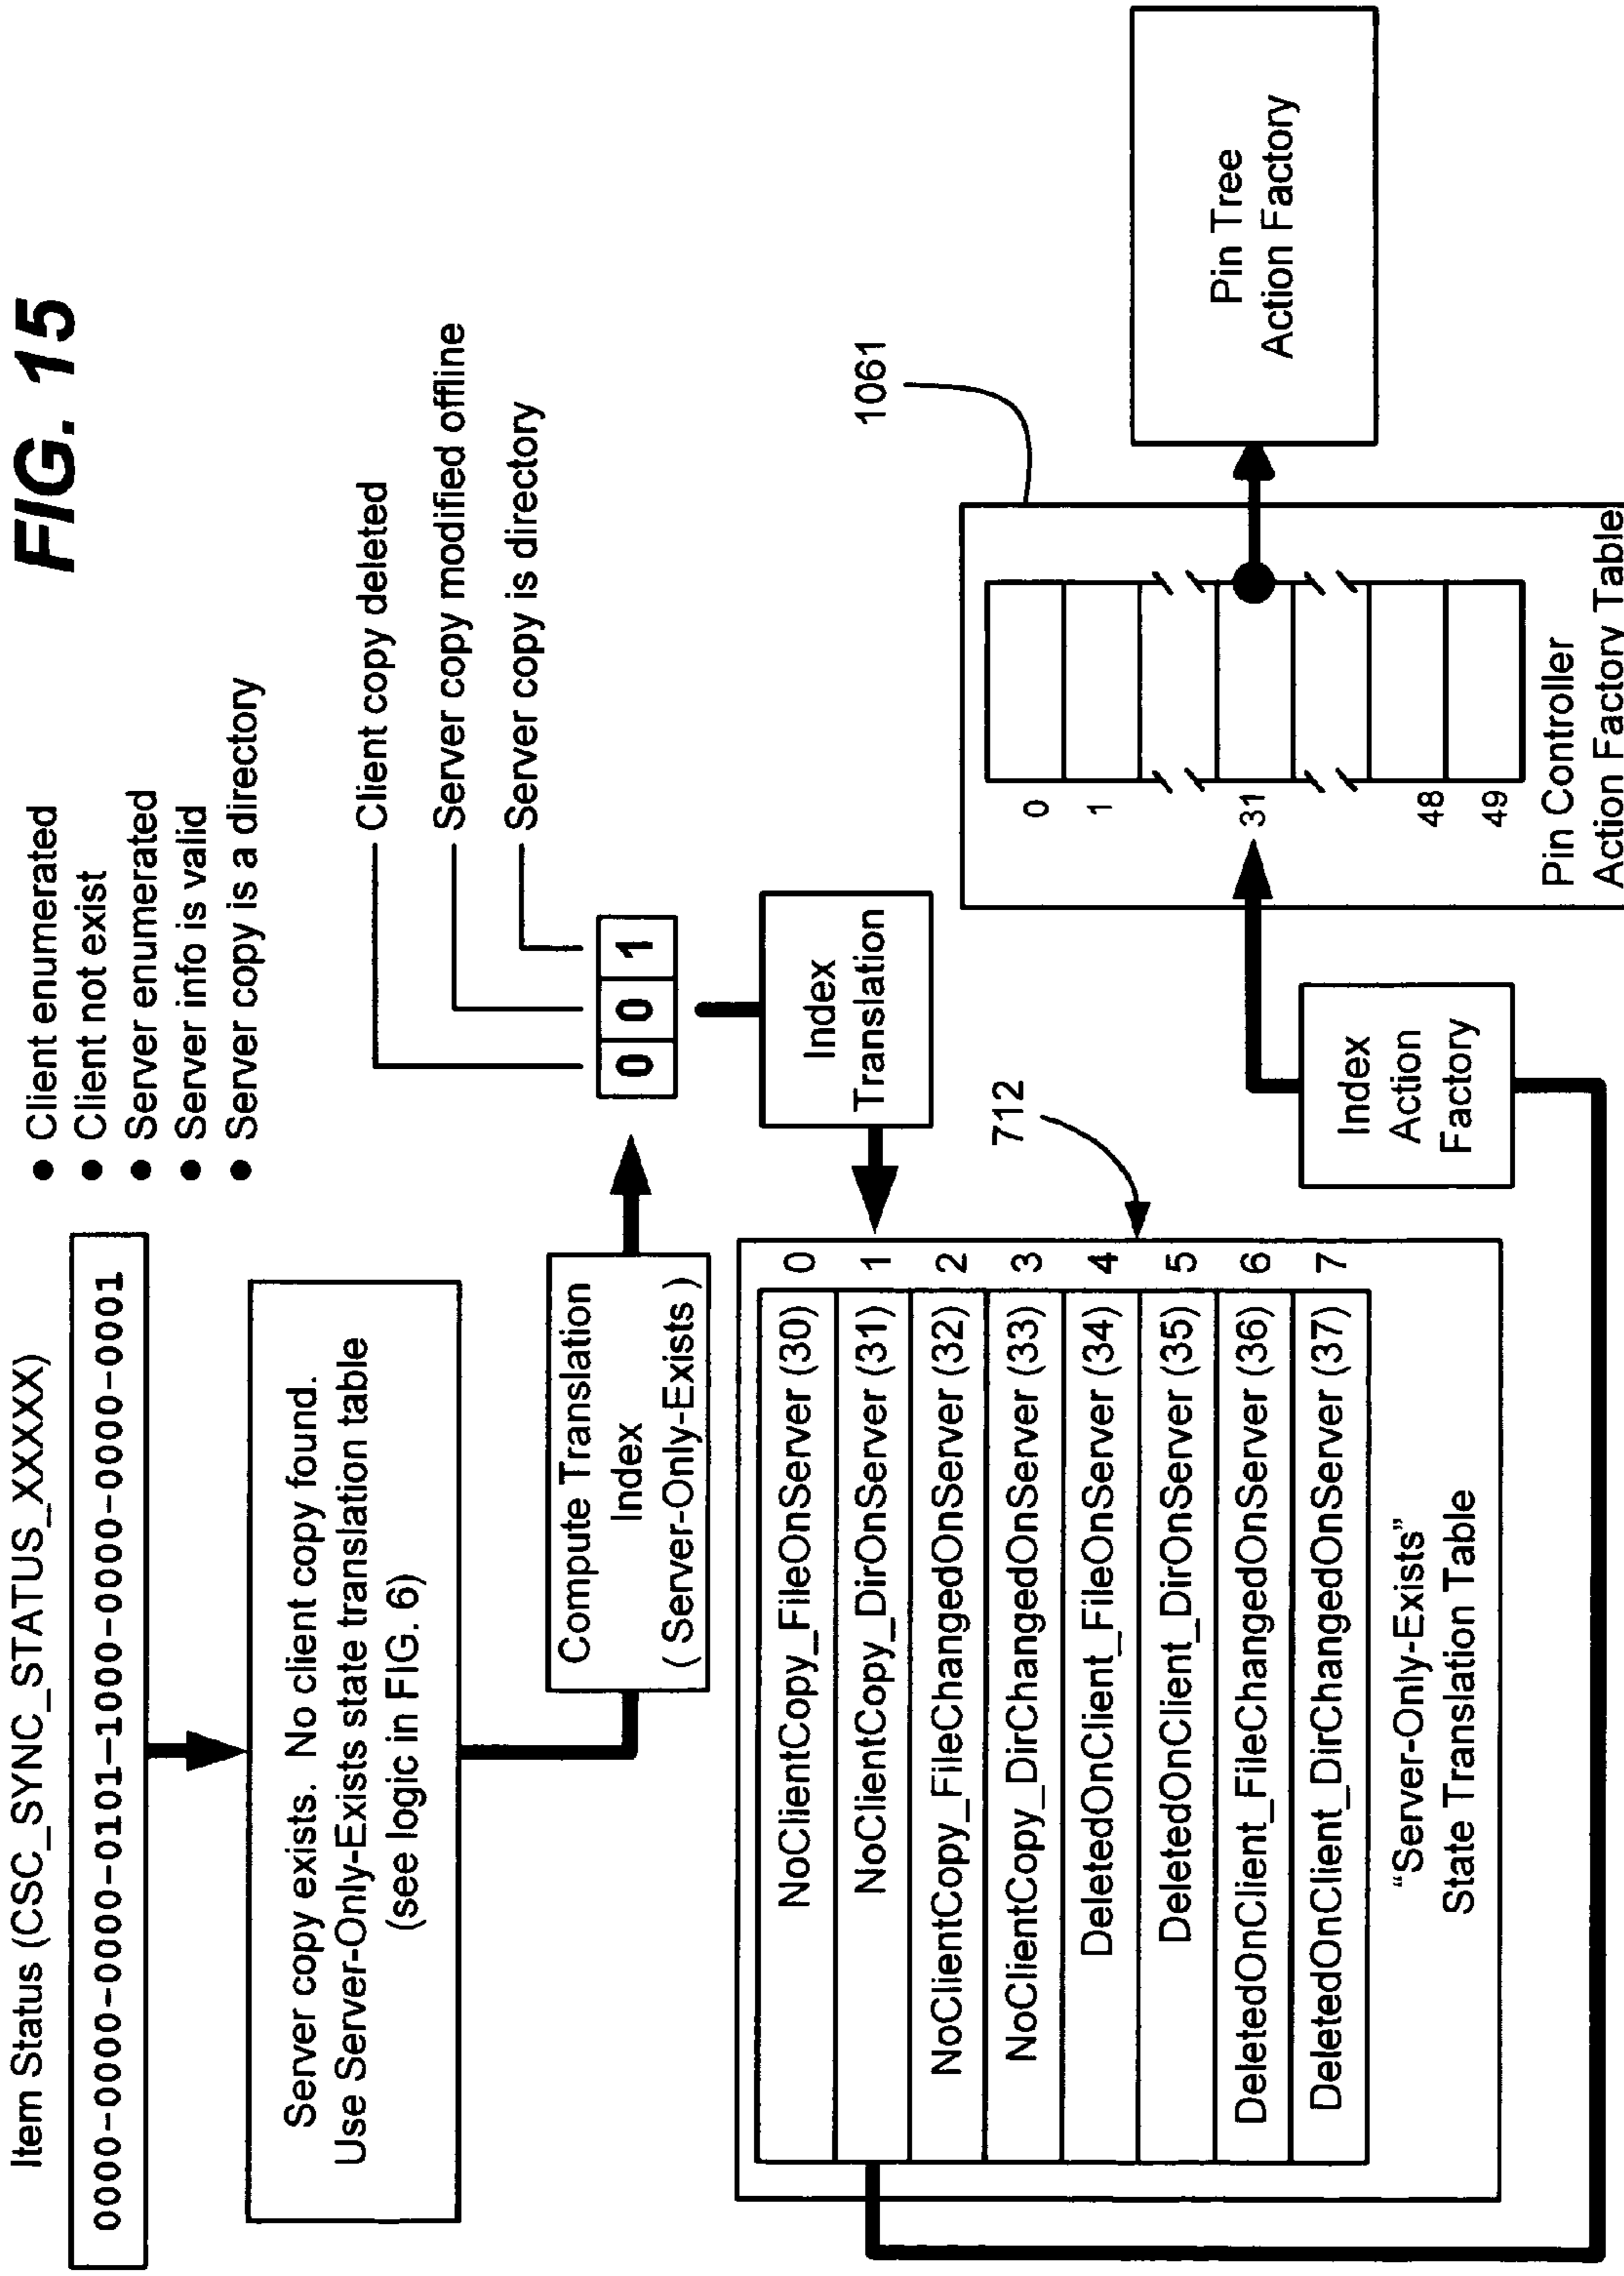 FIG. 15
Item Status (CSC_SYNC_STATUS_XXXXX)
0000-0000-0000-0101-1000-0000-0000-0001
● Client enumerated
● Client not exist
● Server enumerated
● Server info is valid
● Server copy is a directory
Server copy exists. No client copy found.
Use Server-Only-Exists state translation table
(see logic in FIG. 6)
Client copy deleted
Server copy modified offline
Server copy is directory
Compute Translation
Index
( Server-Only-Exists )
0 0 1
Index
Translation
712
NoClientCopy_FileOnServer (30) 0
NoClientCopy_DirOnServer (31) 1
NoClientCopy_FileChangedOnServer (32) 2
NoClientCopy_DirChangedOnServer (33) 3
DeletedOnClient_FileOnServer (34) 4
DeletedOnClient_DirOnServer (35) 5
DeletedOnClient_FileChangedOnServer (36) 6
DeletedOnClient_DirChangedOnServer (37) 7
“Server-Only-Exists”
State Translation Table
Index
Action
Factory
1061
0
1
31
48
49
Pin Controller
Action Factory Table
Pin Tree
Action Factory